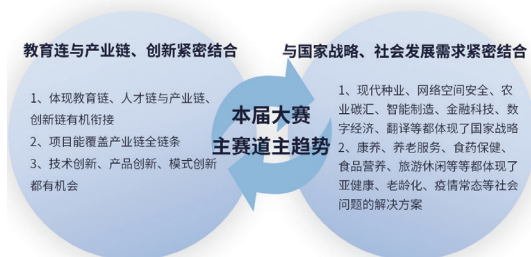 教育连与产业链、创新紧密结合
1、体现教育链、人才链与产业链、
创新链有机衔接
2、项目能覆盖产业链全链条
3、技术创新、产品创新、模式创新
都有机会
本届大赛
主赛道主趋势
与国家战略、社会发展需求紧密结合
1、现代种业、网络空间安全、农
业碳汇、智能制造、金融科技、数
字经济、翻译等都体现了国家战略
2、康养、养老服务、食药保健、
食品营养、旅游休闲等等都体现了
亚健康、老龄化、疫情常态等社会
问题的解决方案